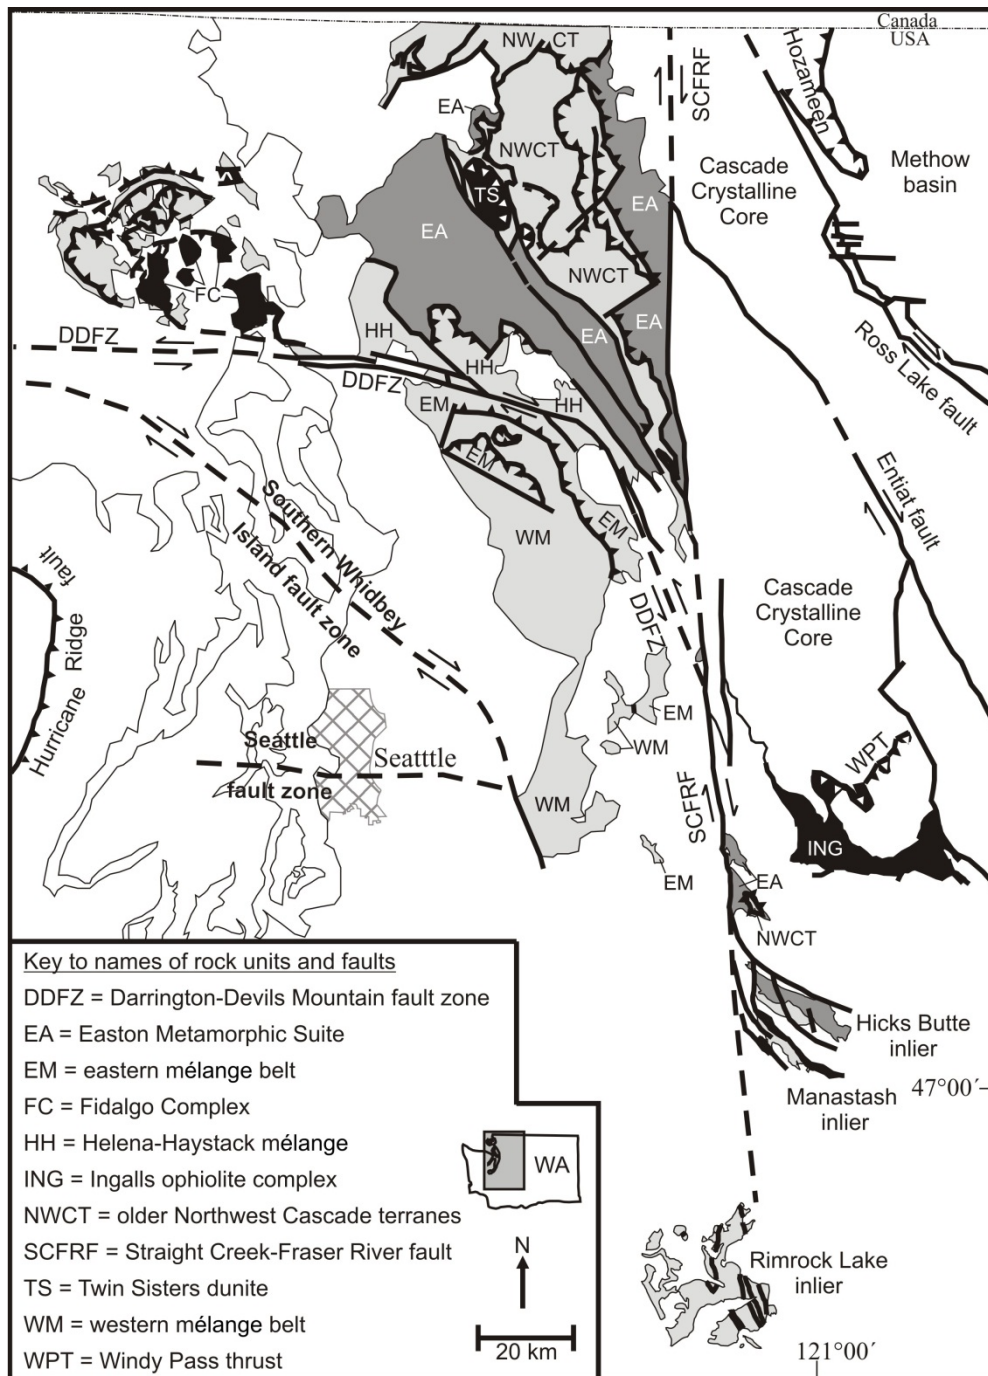 Canada
USA
NW CT
SCFRF
Hozameen
EA
NWCT
Cascade
Crystalline
Core
Methow
basin
TS
EA
EA
NWCT
FC
DDFZ
HH
EA
EA
Ross Lake fault
DDFZ
HH
EM
HH
EM
Entiat fault
Southern Whidbey
Island fault zone
WM
EM
fault
Ridge
Hurricane
DDFZ
Cascade
Crystalline
Core
EM
WM
WPT
Seattle
Seatttle
fault zone
WM
SCFRF
ING
EM
EA
NWCT
Key to names of rock units and faults
DDFZ = Darrington-Devils Mountain fault zone
EA = Easton Metamorphic Suite
EM = eastern mélange belt
FC = Fidalgo Complex
HH = Helena-Haystack mélange
ING = Ingalls ophiolite complex
NWCT = older Northwest Cascade terranes
SCFRF = Straight Creek-Fraser River fault
TS = Twin Sisters dunite
WM = western mélange belt
WPT = Windy Pass thrust
WA
N
20 km
Hicks Butte
inlier
47°00´
Manastash
inlier
Rimrock Lake
inlier
121°00´